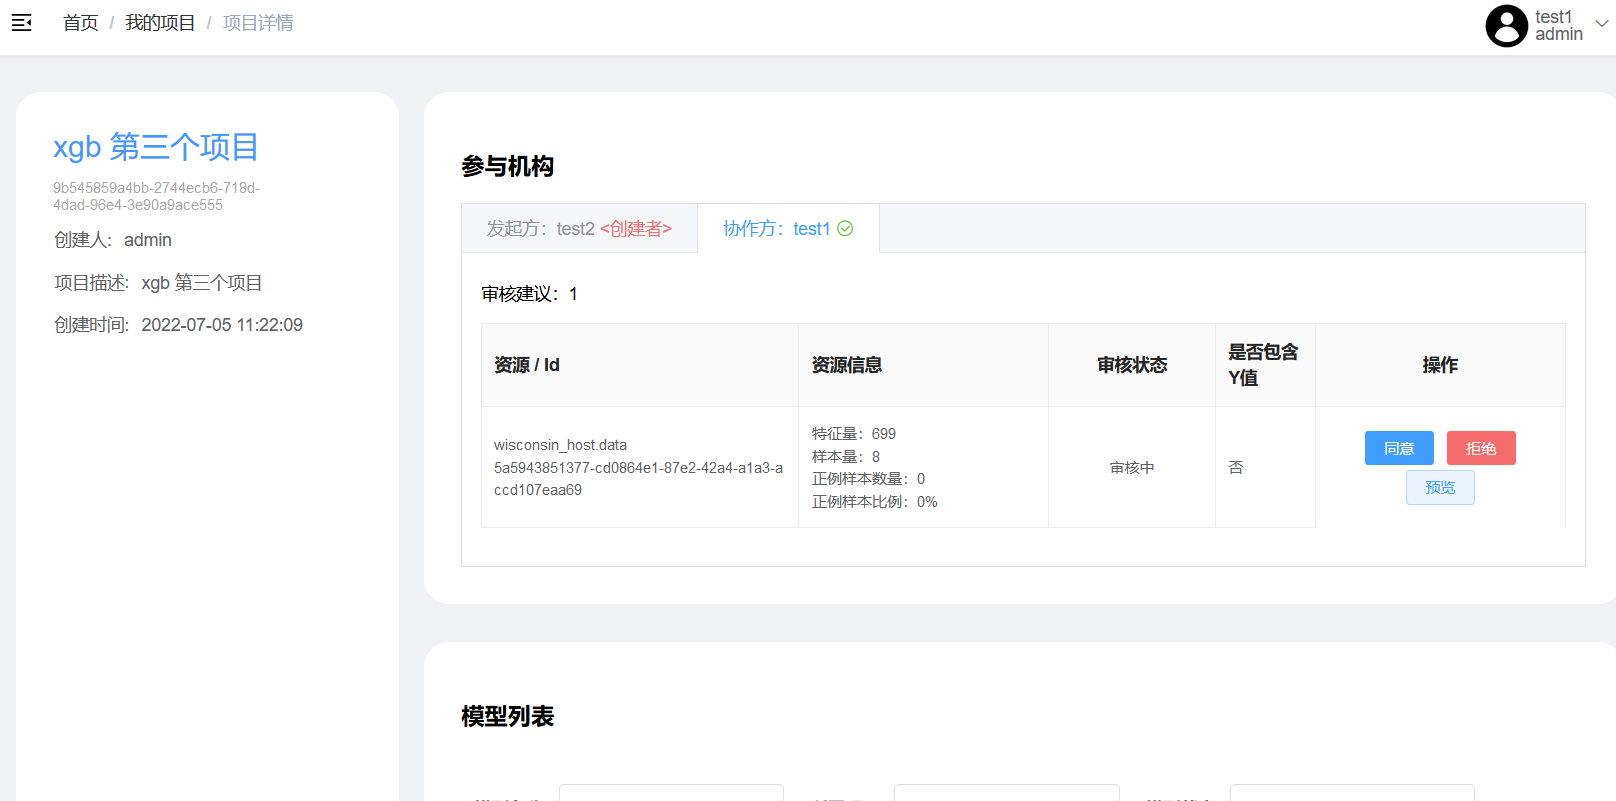 首页 / 我的项目 / 项目详情
test1
admin
xgb 第三个项目
9b545859a4bb-2744ecb6-718d-
4dad-96e4-3e90a9ace555
创建人: admin
项目描述: xgb 第三个项目
创建时间: 2022-07-05 11:22:09
参与机构
发起方：test2 <创建者>
协作方：test1
审核建议：1
资源 / Id
资源信息
审核状态
是否包含
Y值
操作
wisconsin_host.data
5a5943851377-cd0864e1-87e2-42a4-a1a3-a
ccd107eaa69
特征量：699
样本量：8
正例样本数量：0
正例样本比例：0%
审核中
否
同意
拒绝
预览
模型列表